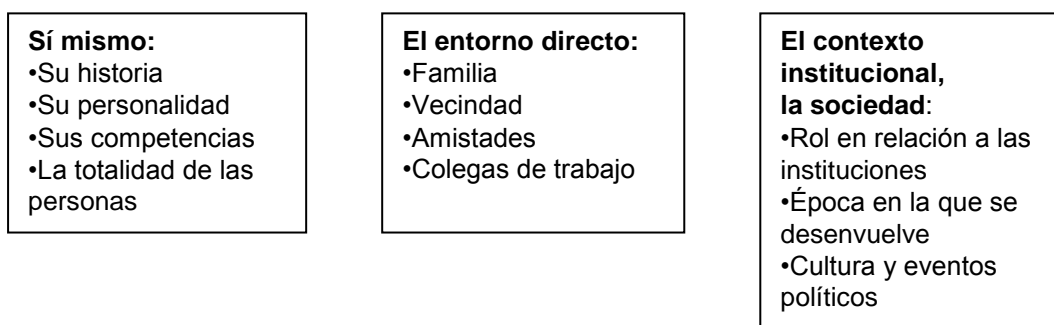 Sí mismo:
•Su historia
•Su personalidad
•Sus competencias
•La totalidad de las
personas
El entorno directo:
•Familia
•Vecindad
•Amistades
•Colegas de trabajo
El contexto
institucional,
la sociedad:
•Rol en relación a las
instituciones
•Época en la que se
desenvuelve
•Cultura y eventos
políticos